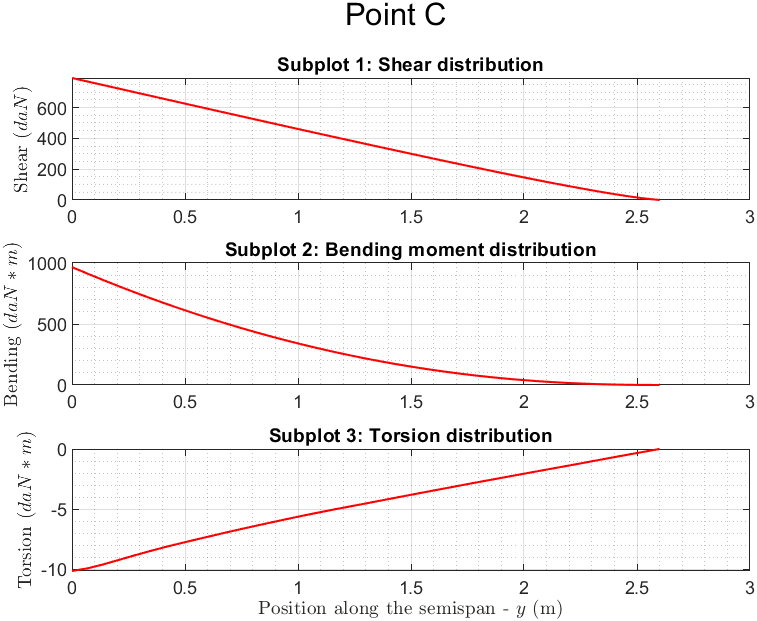 Point C
Subplot 1: Shear distribution
Shear (daN)
600
400
200
0
0 0.5 1 1.5 2 2.5 3
Subplot 2: Bending moment distribution
Bending (daN * m)
1000
500
0
0 0.5 1 1.5 2 2.5 3
Subplot 3: Torsion distribution
Torsion (daN * m)
0
-5
-10
0 0.5 1 1.5 2 2.5 3
Position along the semispan - y (m)